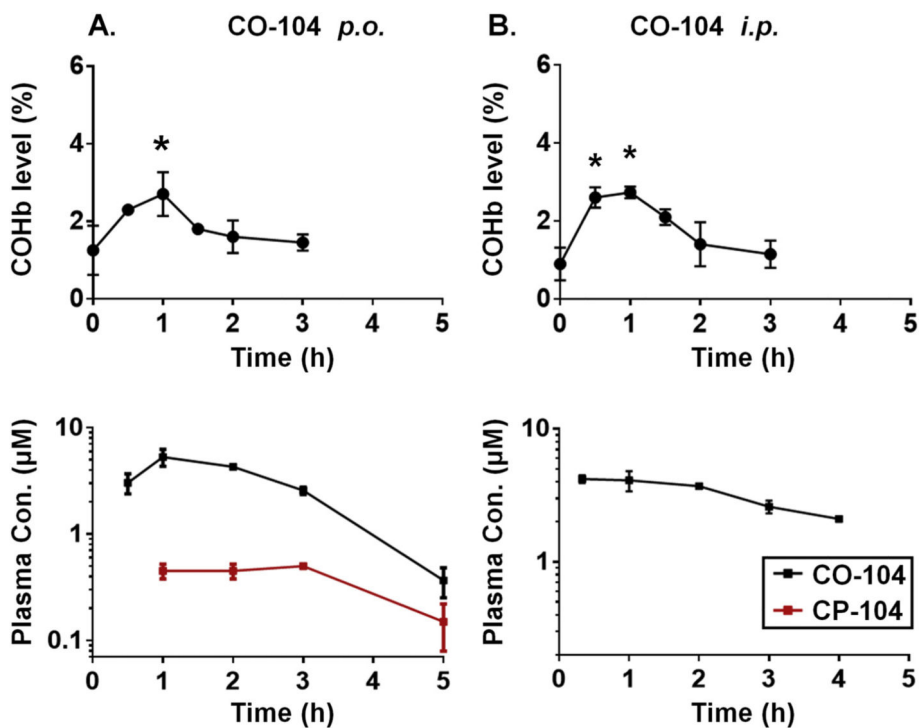 A. CO-104 p.o.
COHb level (%)
6
4
2
0
*
0 1 2 3 4 5
Time (h)
B. CO-104 i.p.
COHb level (%)
6
4
2
0
* *
0 1 2 3 4 5
Time (h)
Plasma Con. (µM)
10
1
0.1
0 1 2 3 4 5
Time (h)
Plasma Con. (µM)
10
1
CO-104
CP-104
0 1 2 3 4 5
Time (h)